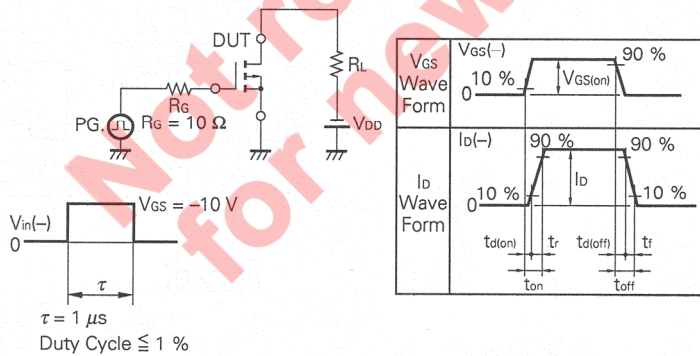 Not re
for new
DUT
RL
RG
PG.
RG = 10 Ω
VDD
Vin(−)
0
VGS = −10 V
τ
τ = 1 μs
Duty Cycle ≦ 1 %
VGS
Wave
Form
VGS(−)
10 %
0
VGS(on)
90 %
ID
Wave
Form
ID(−)
90 %
90 %
10 %
0
ID
10 %
td(on)
tr
td(off)
tf
ton
toff